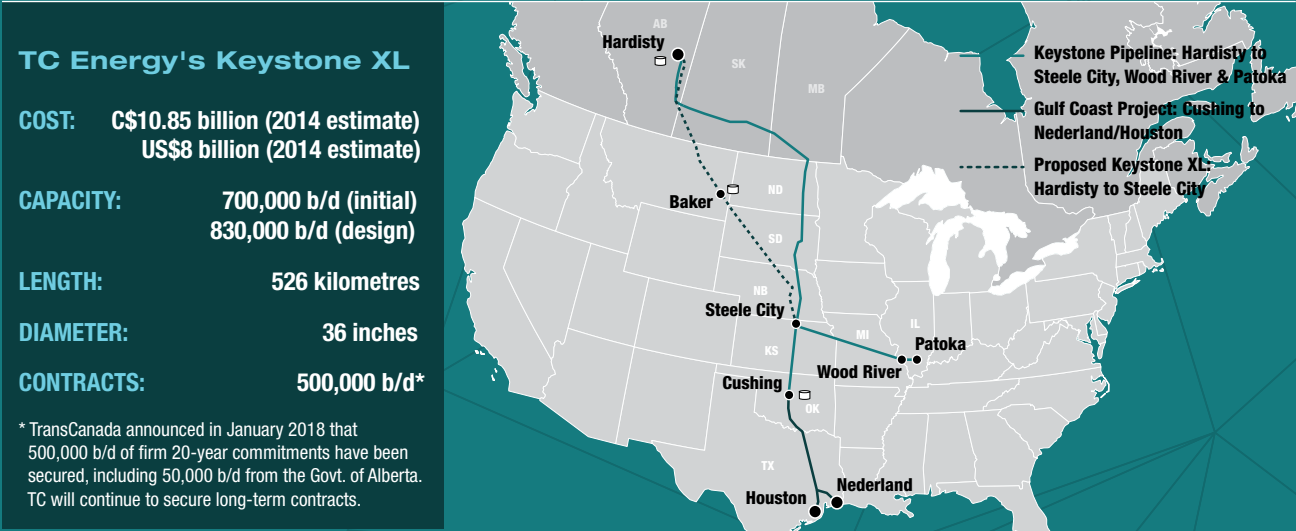 TC Energy's Keystone XL
COST: C$10.85 billion (2014 estimate)
US$8 billion (2014 estimate)
CAPACITY: 700,000 b/d (initial)
830,000 b/d (design)
LENGTH: 526 kilometres
DIAMETER: 36 inches
CONTRACTS: 500,000 b/d*
* TransCanada announced in January 2018 that
500,000 b/d of firm 20-year commitments have been
secured, including 50,000 b/d from the Govt. of Alberta.
TC will continue to secure long-term contracts.
AB
Hardisty
SK
MB
Keystone Pipeline: Hardisty to
Steele City, Wood River & Patoka
Gulf Coast Project: Cushing to
Nederland/Houston
Proposed Keystone XL:
Hardisty to Steele City
ND
Baker
SD
NB
Steele City
IL
MI
Patoka
KS
Wood River
Cushing
OK
TX
Nederland
Houston